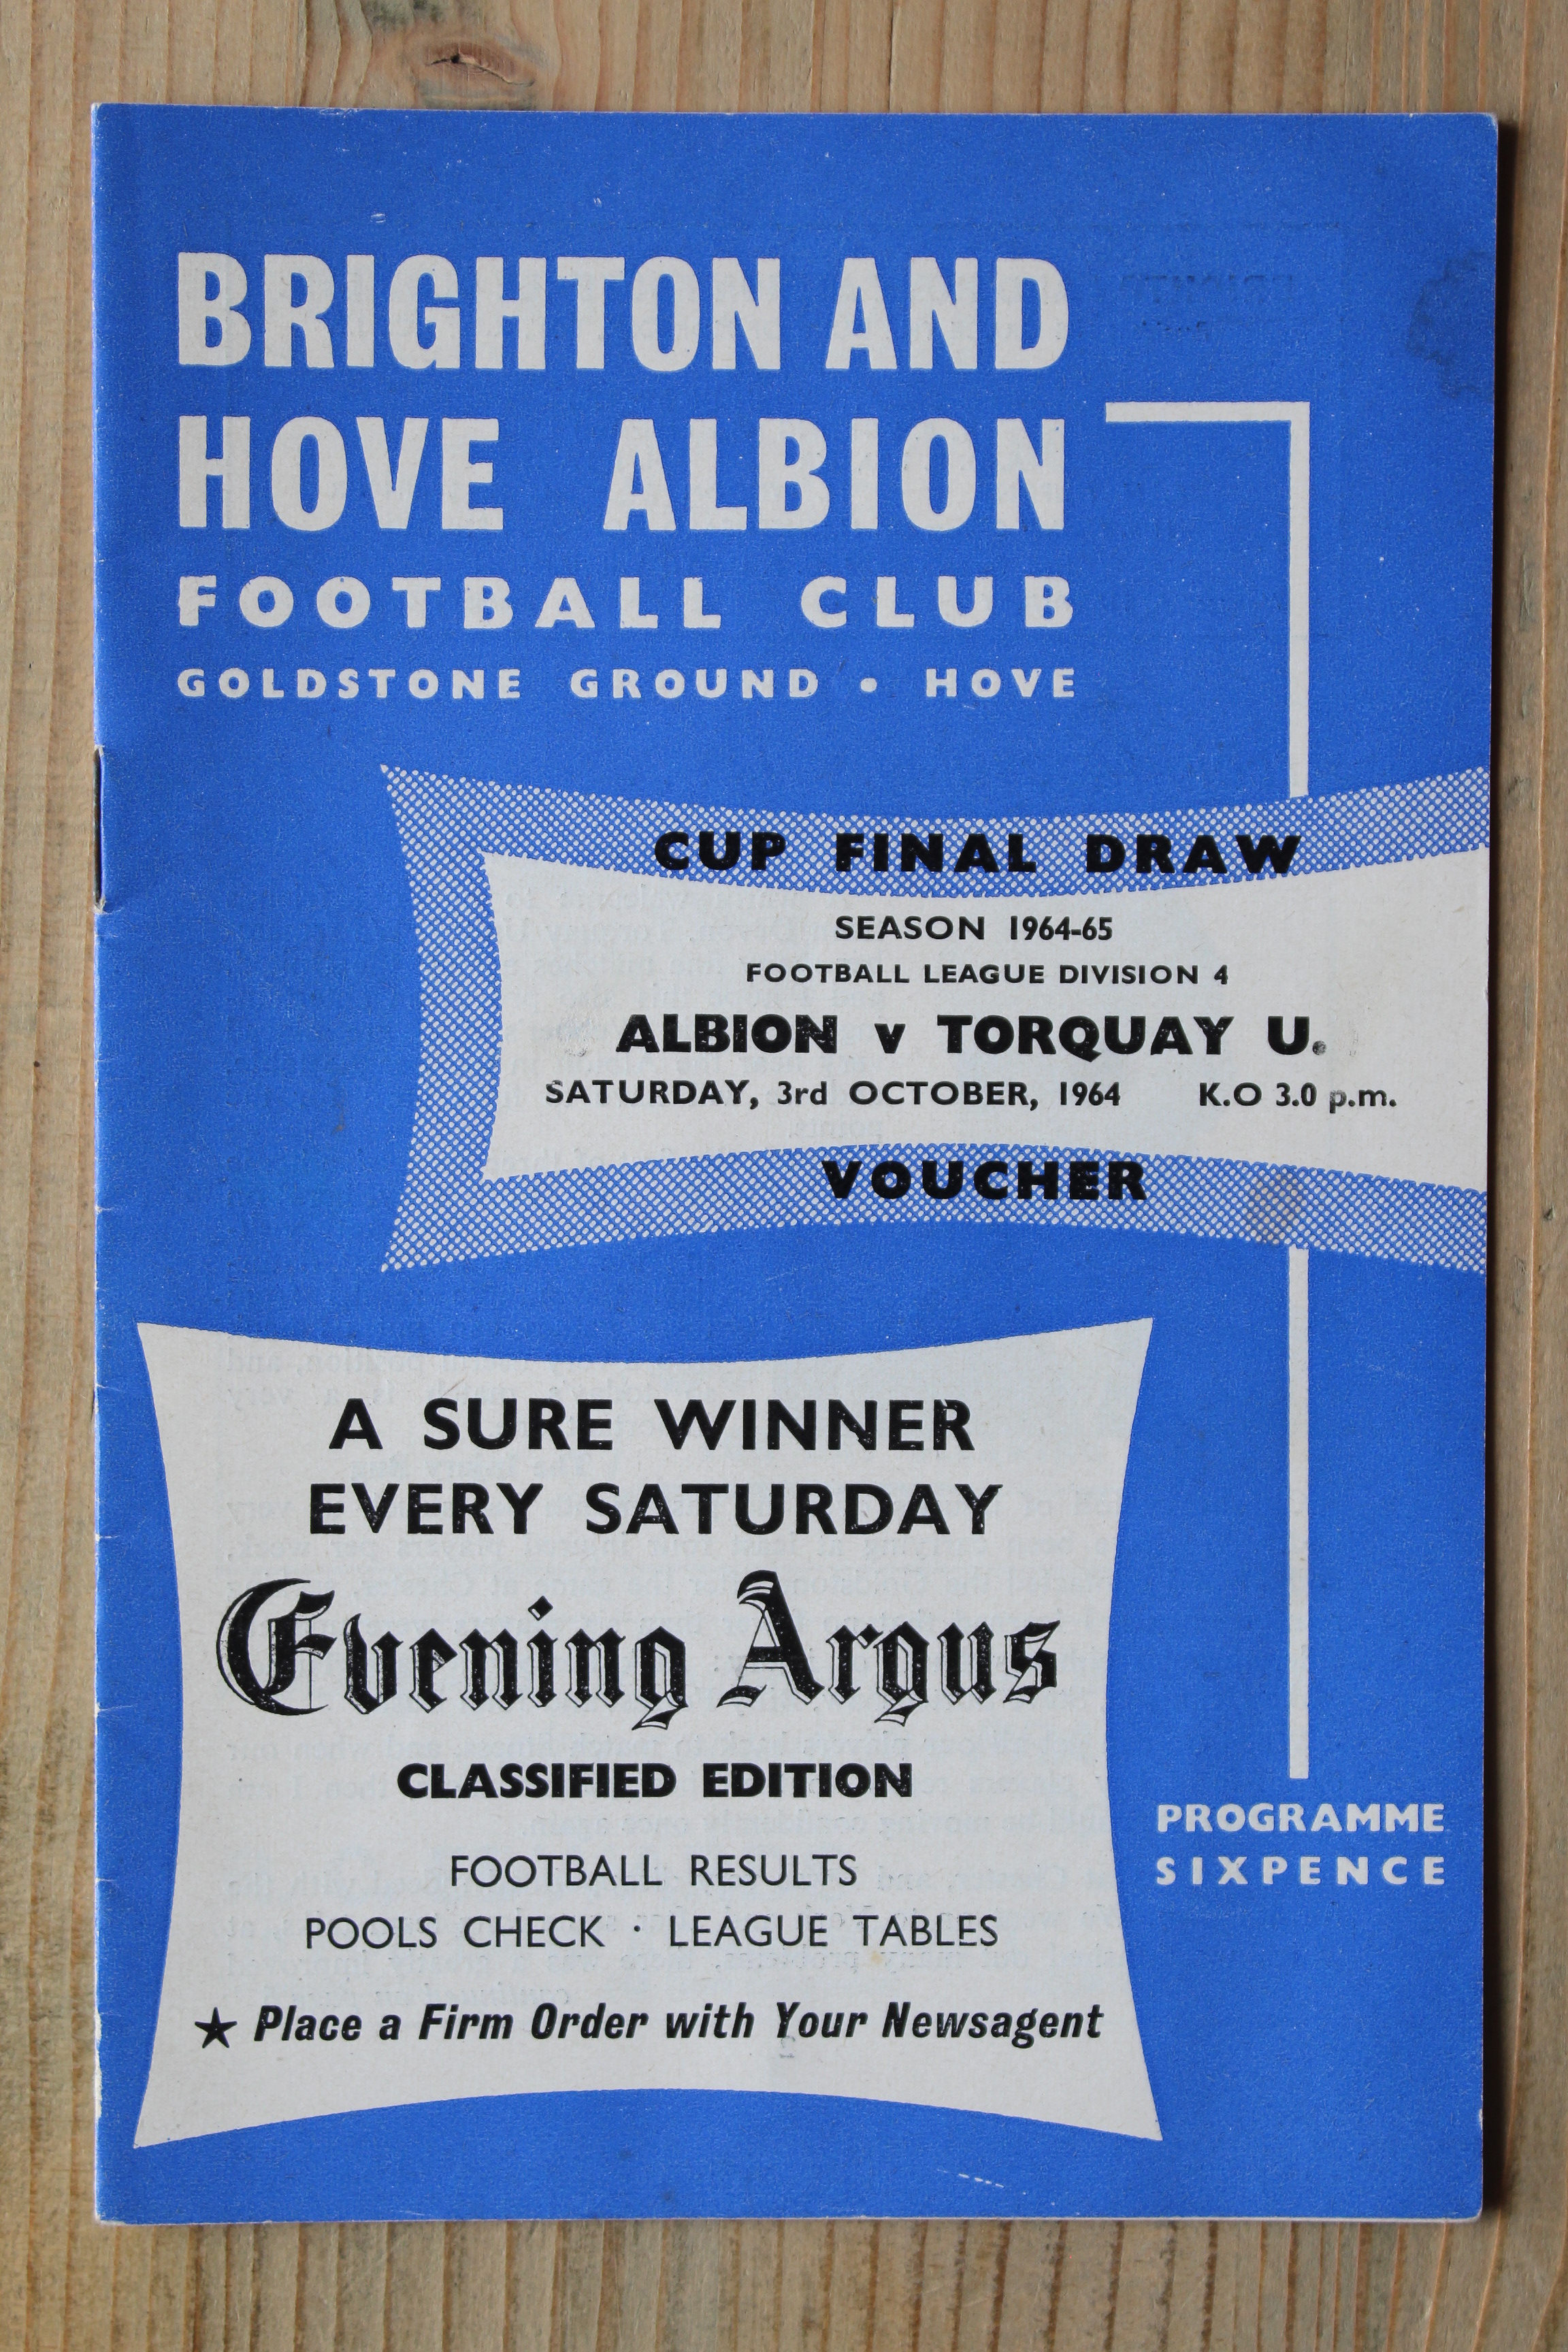 BRIGHTON AND
HOVE ALBION
FOOTBALL CLUB
GOLDSTONE GROUND • HOVE
CUP FINAL DRAW
SEASON 1964-65
FOOTBALL LEAGUE DIVISION 4
ALBION v TORQUAY U.
SATURDAY, 3rd OCTOBER, 1964 K.O 3.0 p.m.
VOUCHER
A SURE WINNER
EVERY SATURDAY
Evening Argus
CLASSIFIED EDITION
FOOTBALL RESULTS
POOLS CHECK · LEAGUE TABLES
★ Place a Firm Order with Your Newsagent
PROGRAMME
SIXPENCE